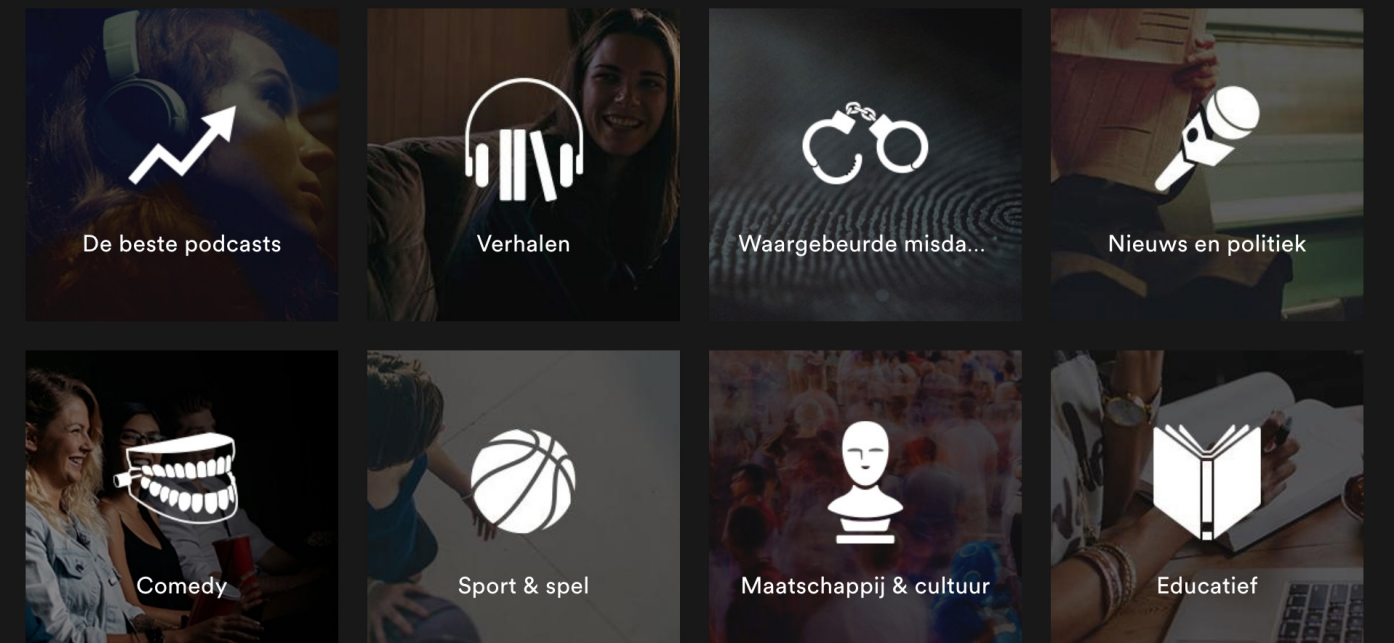 De beste podcasts
Verhalen
Waargebeurde misda...
Nieuws en politiek
Comedy
Sport & spel
Maatschappij & cultuur
Educatief